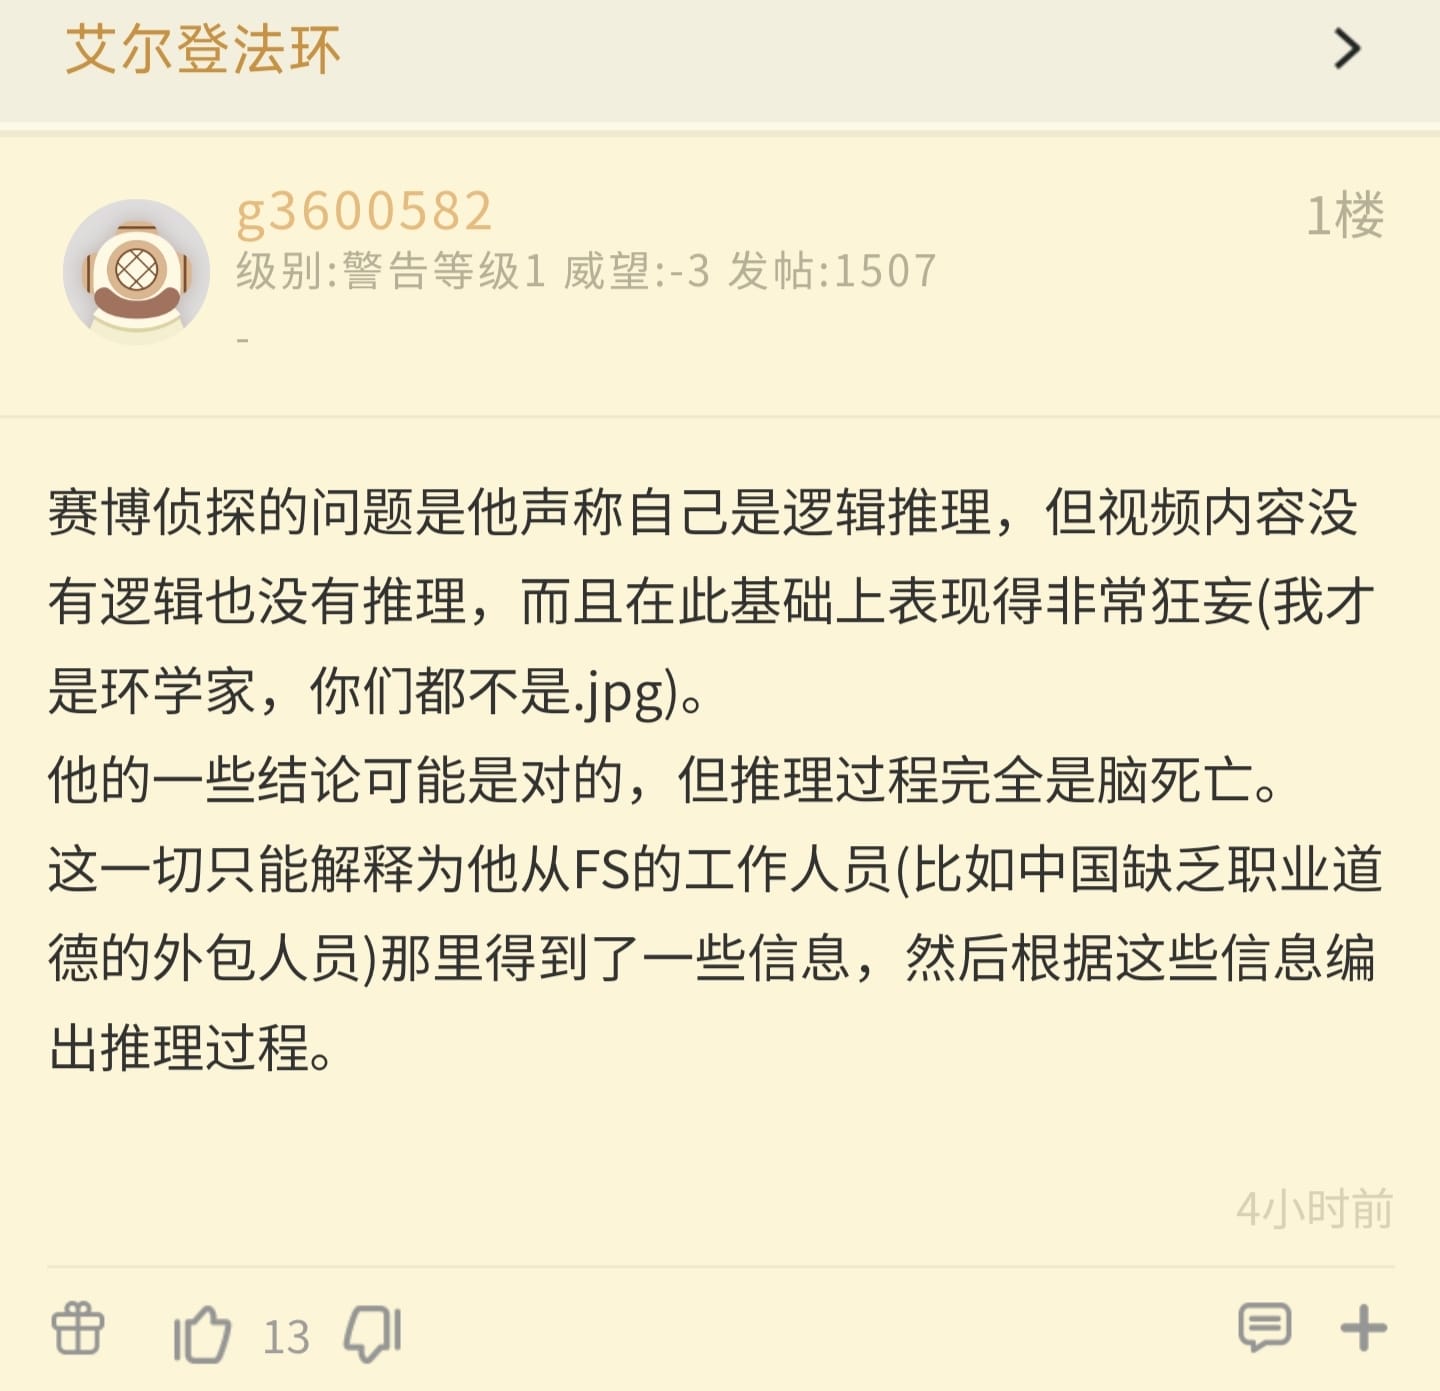 艾尔登法环
g3600582
1楼
级别:警告等级1 威望:-3 发帖:1507
-
赛博侦探的问题是他声称自己是逻辑推理，但视频内容没
有逻辑也没有推理，而且在此基础上表现得非常狂妄(我才
是环学家，你们都不是.jpg)。
他的一些结论可能是对的，但推理过程完全是脑死亡。
这一切只能解释为他从FS的工作人员(比如中国缺乏职业道
德的外包人员)那里得到了一些信息，然后根据这些信息编
出推理过程。
4小时前
13